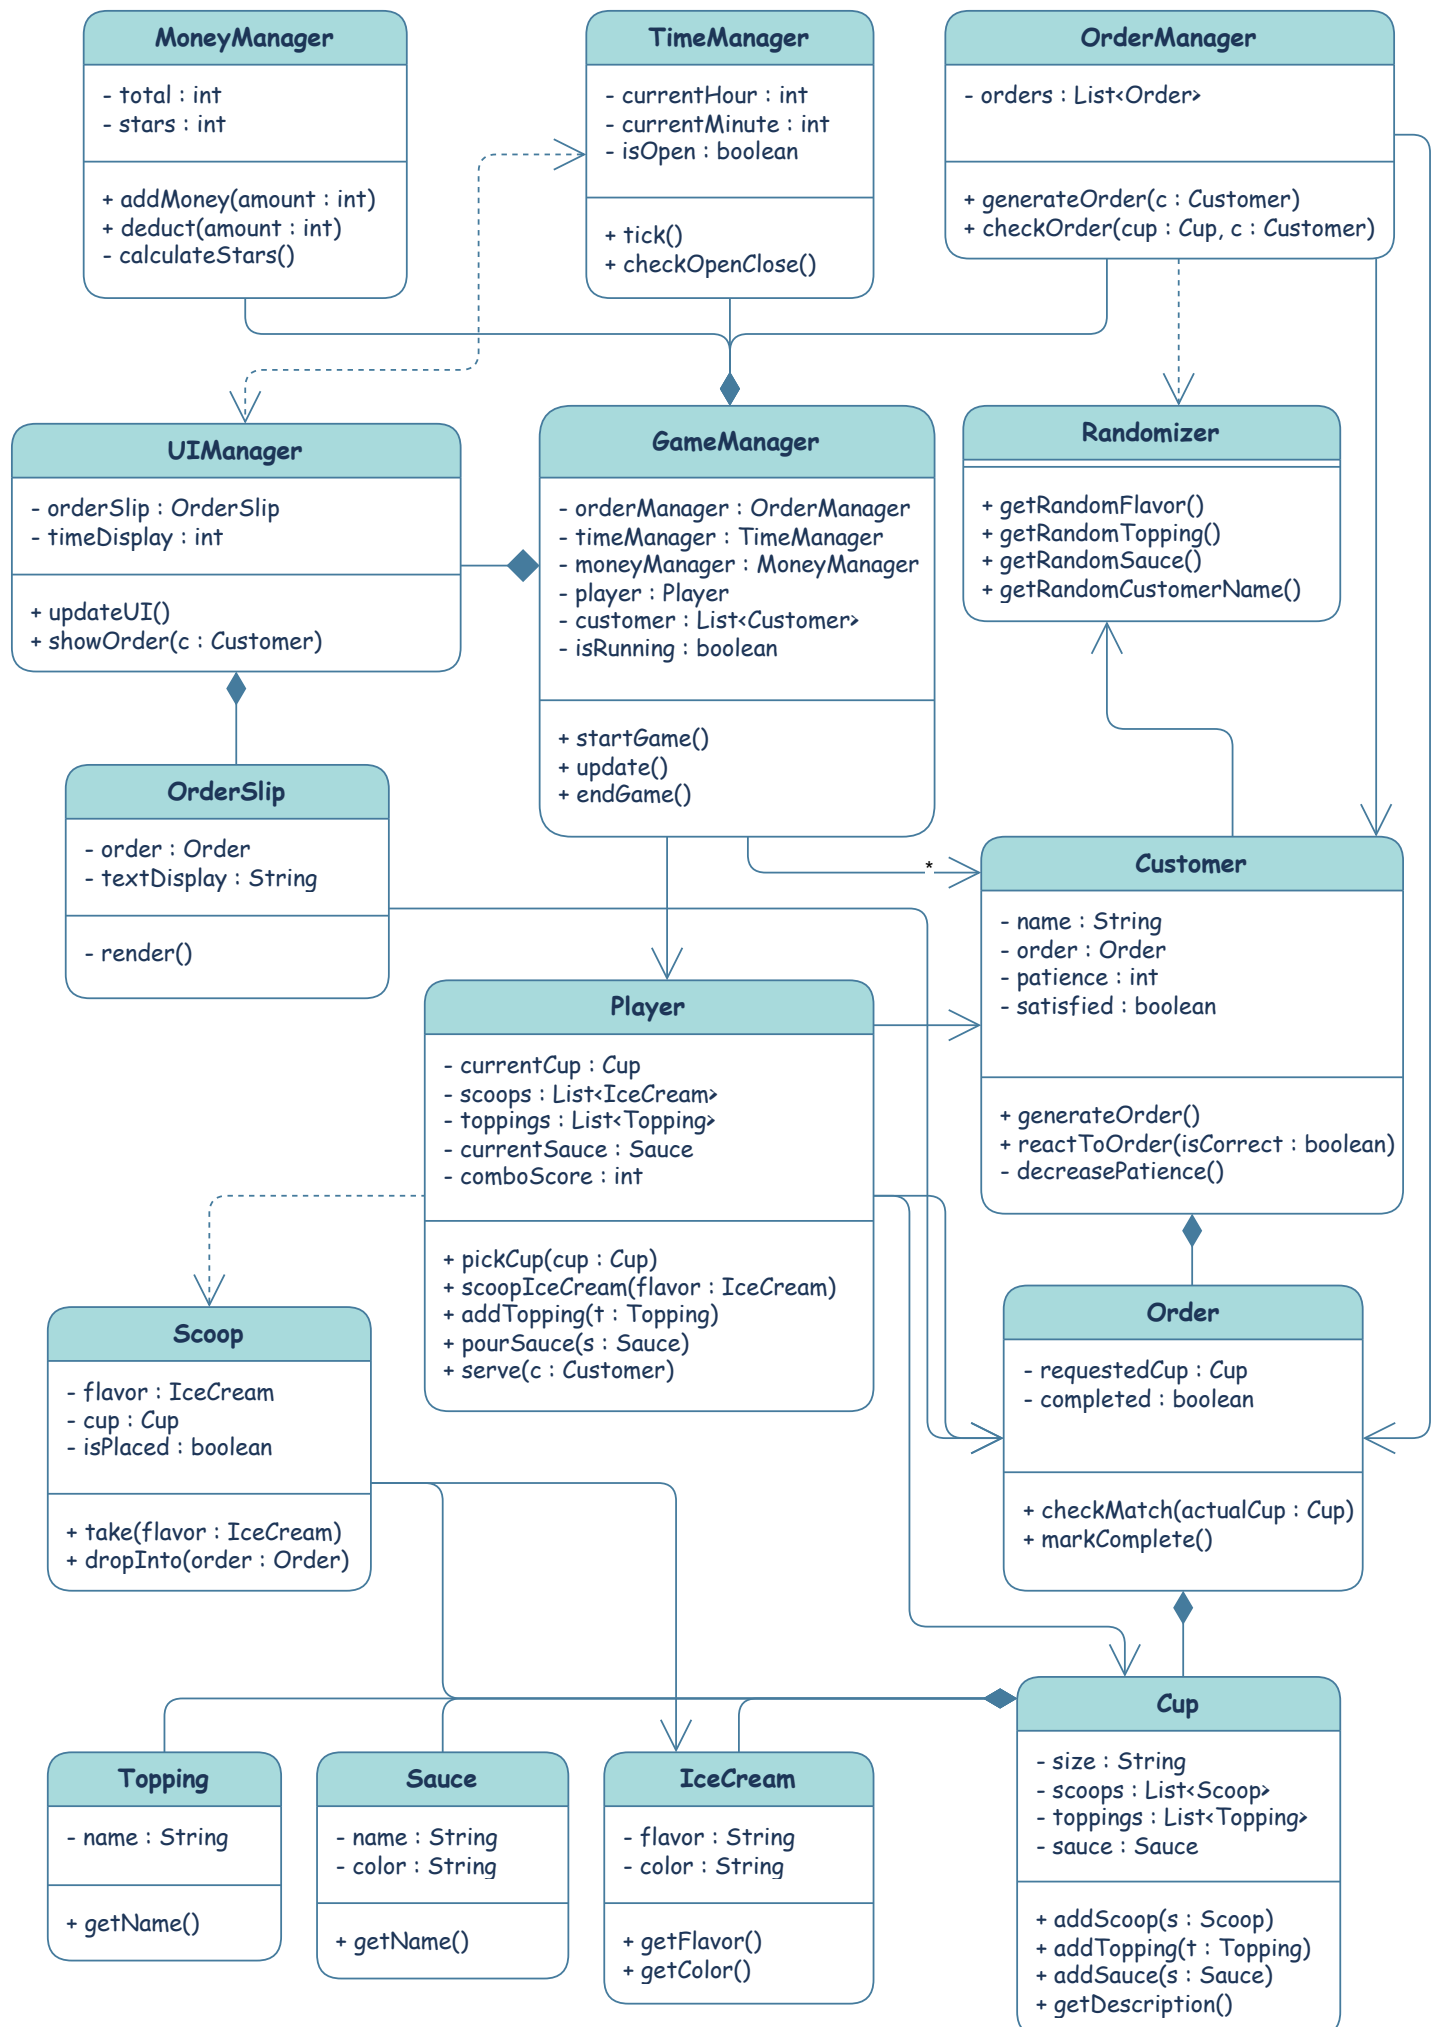 MoneyManager
- total : int
- stars : int
+ addMoney(amount : int)
+ deduct(amount : int)
- calculateStars()
TimeManager
- currentHour : int
- currentMinute : int
- isOpen : boolean
+ tick()
+ checkOpenClose()
OrderManager
- orders : List<Order>
+ generateOrder(c : Customer)
+ checkOrder(cup : Cup, c : Customer)
UIManager
- orderSlip : OrderSlip
- timeDisplay : int
+ updateUI()
+ showOrder(c : Customer)
GameManager
- orderManager : OrderManager
- timeManager : TimeManager
- moneyManager : MoneyManager
- player : Player
- customer : List<Customer>
- isRunning : boolean
+ startGame()
+ update()
+ endGame()
Randomizer
+ getRandomFlavor()
+ getRandomTopping()
+ getRandomSauce()
+ getRandomCustomerName()
OrderSlip
- order : Order
- textDisplay : String
- render()
*
Customer
- name : String
- order : Order
- patience : int
- satisfied : boolean
+ generateOrder()
+ reactToOrder(isCorrect : boolean)
- decreasePatience()
Player
- currentCup : Cup
- scoops : List<IceCream>
- toppings : List<Topping>
- currentSauce : Sauce
- comboScore : int
+ pickCup(cup : Cup)
+ scoopIceCream(flavor : IceCream)
+ addTopping(t : Topping)
+ pourSauce(s : Sauce)
+ serve(c : Customer)
Scoop
- flavor : IceCream
- cup : Cup
- isPlaced : boolean
+ take(flavor : IceCream)
+ dropInto(order : Order)
Order
- requestedCup : Cup
- completed : boolean
+ checkMatch(actualCup : Cup)
+ markComplete()
Topping
- name : String
+ getName()
Sauce
- name : String
- color : String
+ getName()
IceCream
- flavor : String
- color : String
+ getFlavor()
+ getColor()
Cup
- size : String
- scoops : List<Scoop>
- toppings : List<Topping>
- sauce : Sauce
+ addScoop(s : Scoop)
+ addTopping(t : Topping)
+ addSauce(s : Sauce)
+ getDescription()